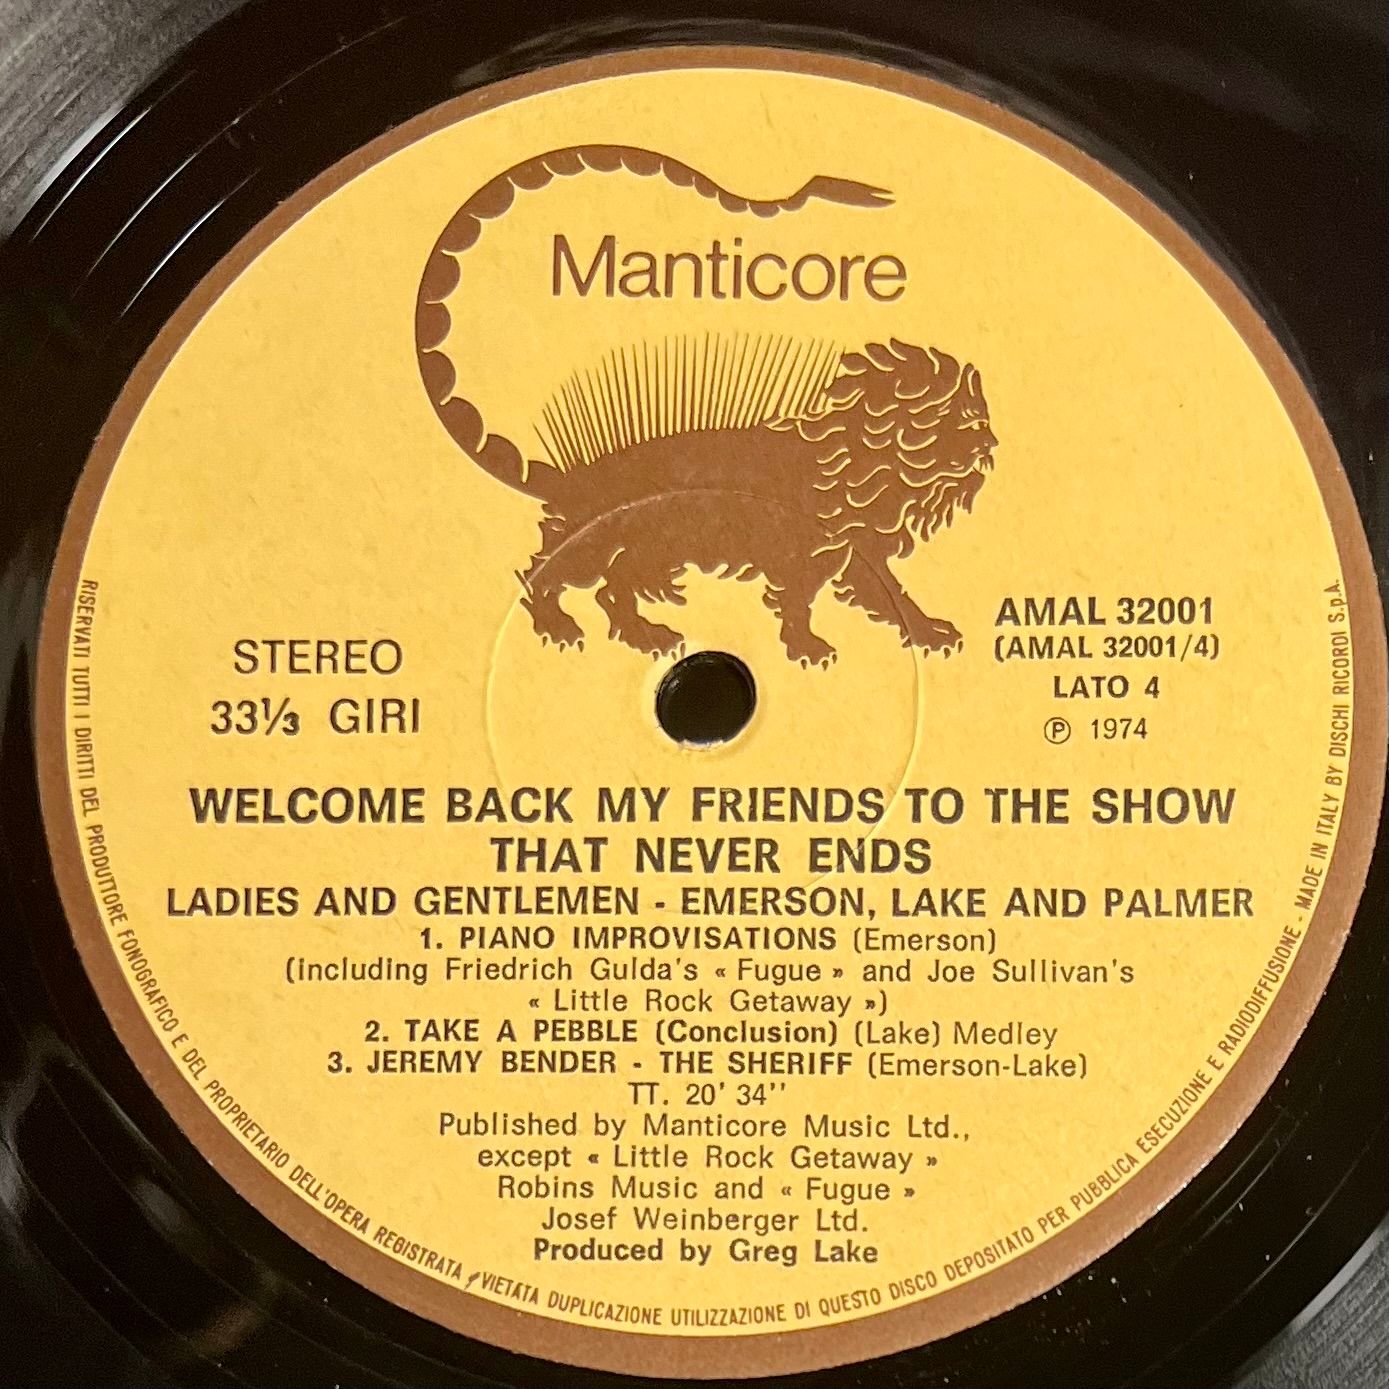 Manticore
STEREO
33⅓ GIRI
AMAL 32001
(AMAL 32001/4)
LATO 4
Ⓟ 1974
WELCOME BACK MY FRIENDS TO THE SHOW
THAT NEVER ENDS
LADIES AND GENTLEMEN - EMERSON, LAKE AND PALMER
1. PIANO IMPROVISATIONS (Emerson)
(including Friedrich Gulda's « Fugue » and Joe Sullivan's
« Little Rock Getaway »)
2. TAKE A PEBBLE (Conclusion) (Lake) Medley
3. JEREMY BENDER - THE SHERIFF (Emerson-Lake)
TT. 20' 34''
Published by Manticore Music Ltd.,
except « Little Rock Getaway »
Robins Music and « Fugue »
Josef Weinberger Ltd.
Produced by Greg Lake
RISERVATI TUTTI I DIRITTI DEL PRODUTTORE FONOGRAFICO E DEL PROPRIETARIO DELL'OPERA REGISTRATA - VIETATA DUPLICAZIONE UTILIZZAZIONE DI QUESTO DISCO DEPOSITATO PER PUBBLICA ESECUZIONE E RADIODIFFUSIONE - MADE IN ITALY BY DISCHI RICORDI S.p.A.